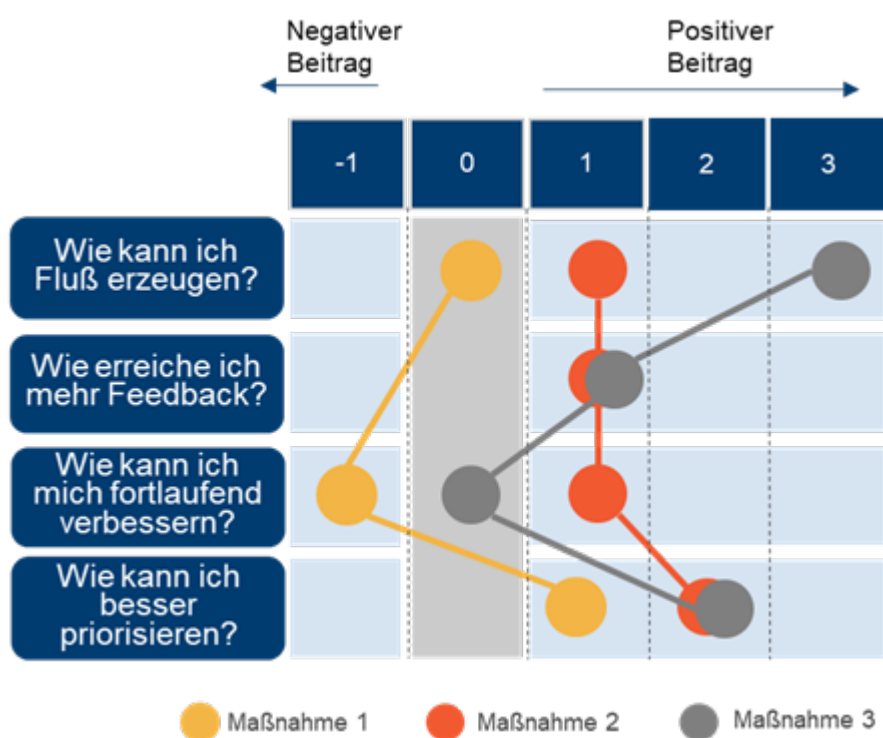 Negativer
Beitrag
Positiver
Beitrag
-1
0
1
2
3
Wie kann ich
Fluß erzeugen?
Wie erreiche ich
mehr Feedback?
Wie kann ich
mich fortlaufend
verbessern?
Wie kann ich
besser
priorisieren?
Maßnahme 1
Maßnahme 2
Maßnahme 3